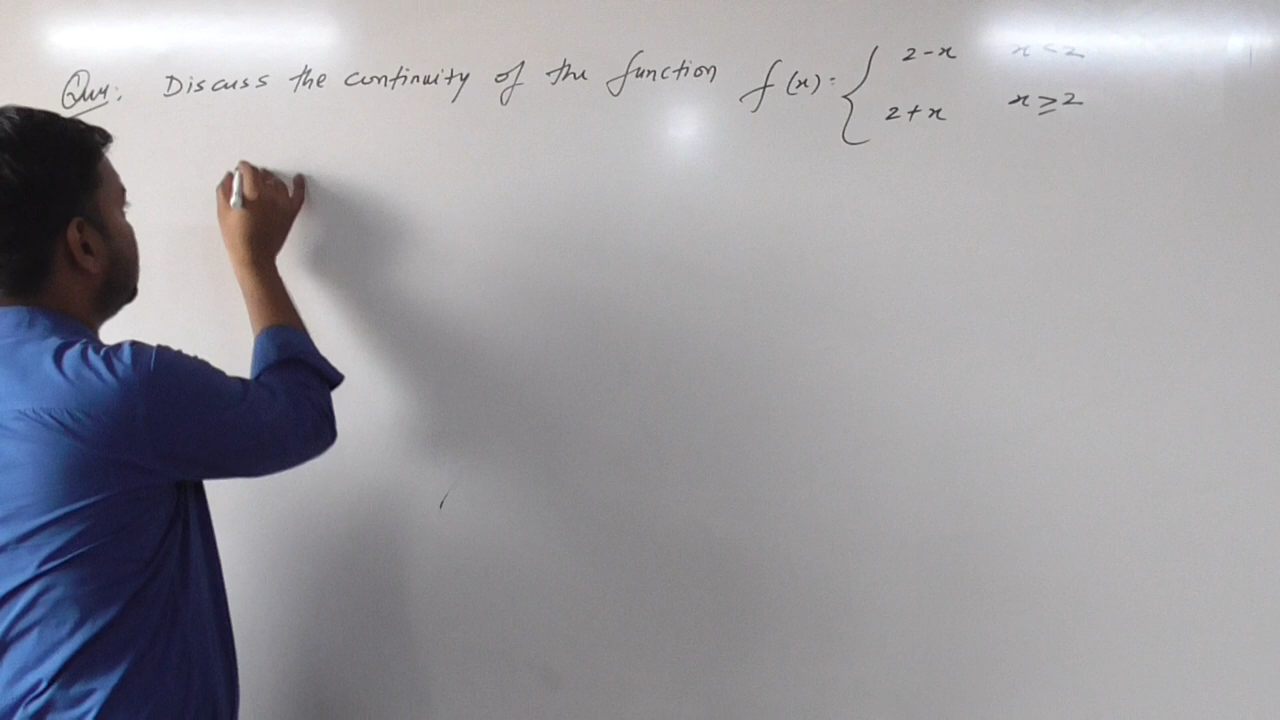 Que: Discuss the continuity of the function f(x): { 2-x x<2
2+x x≥2